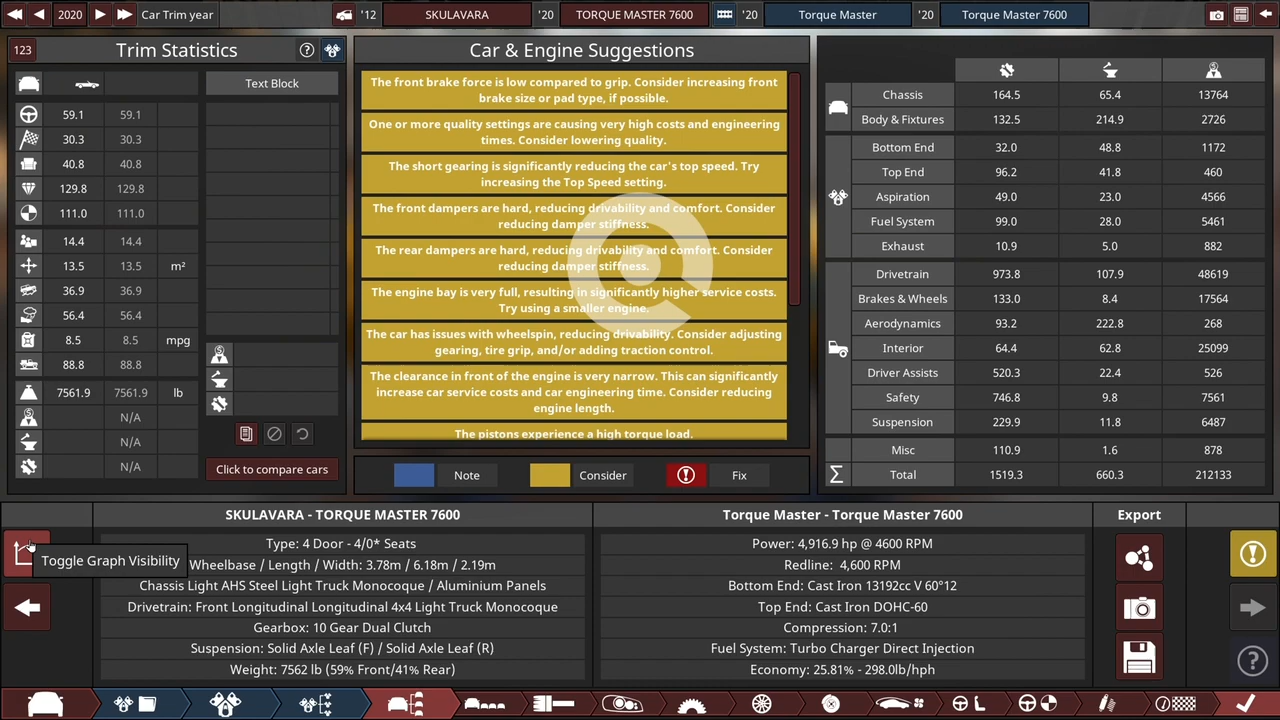 2020
Car Trim year
'12
SKULAVARA
'20
TORQUE MASTER 7600
'20
Torque Master
'20
Torque Master 7600
123
Trim Statistics
?
Text Block
59.1 59.1
30.3 30.3
40.8 40.8
129.8 129.8
111.0 111.0
14.4 14.4
13.5 13.5 m²
36.9 36.9
56.4 56.4
8.5 8.5 mpg
88.8 88.8
7561.9 7561.9 lb
N/A
N/A
N/A
Click to compare cars
Car & Engine Suggestions
The front brake force is low compared to grip. Consider increasing front
brake size or pad type, if possible.
One or more quality settings are causing very high costs and engineering
times. Consider lowering quality.
The short gearing is significantly reducing the car's top speed. Try
increasing the Top Speed setting.
The front dampers are hard, reducing drivability and comfort. Consider
reducing damper stiffness.
The rear dampers are hard, reducing drivability and comfort. Consider
reducing damper stiffness.
The engine bay is very full, resulting in significantly higher service costs.
Try using a smaller engine.
The car has issues with wheelspin, reducing drivability. Consider adjusting
gearing, tire grip, and/or adding traction control.
The clearance in front of the engine is very narrow. This can significantly
increase car service costs and car engineering time. Consider reducing
engine length.
The pistons experience a high torque load.
Note
Consider
Fix
Chassis 164.5 65.4 13764
Body & Fixtures 132.5 214.9 2726
Bottom End 32.0 48.8 1172
Top End 96.2 41.8 460
Aspiration 49.0 23.0 4566
Fuel System 99.0 28.0 5461
Exhaust 10.9 5.0 882
Drivetrain 973.8 107.9 48619
Brakes & Wheels 133.0 8.4 17564
Aerodynamics 93.2 222.8 268
Interior 64.4 62.8 25099
Driver Assists 520.3 22.4 526
Safety 746.8 9.8 7561
Suspension 229.9 11.8 6487
Misc 110.9 1.6 878
Σ Total 1519.3 660.3 212133
Toggle Graph Visibility
SKULAVARA - TORQUE MASTER 7600
Type: 4 Door - 4/0* Seats
Wheelbase / Length / Width: 3.78m / 6.18m / 2.19m
Chassis Light AHS Steel Light Truck Monocoque / Aluminium Panels
Drivetrain: Front Longitudinal Longitudinal 4x4 Light Truck Monocoque
Gearbox: 10 Gear Dual Clutch
Suspension: Solid Axle Leaf (F) / Solid Axle Leaf (R)
Weight: 7562 lb (59% Front/41% Rear)
Torque Master - Torque Master 7600
Power: 4,916.9 hp @ 4600 RPM
Redline: 4,600 RPM
Bottom End: Cast Iron 13192cc V 60°12
Top End: Cast Iron DOHC-60
Compression: 7.0:1
Fuel System: Turbo Charger Direct Injection
Economy: 25.81% - 298.0lb/hph
Export
?